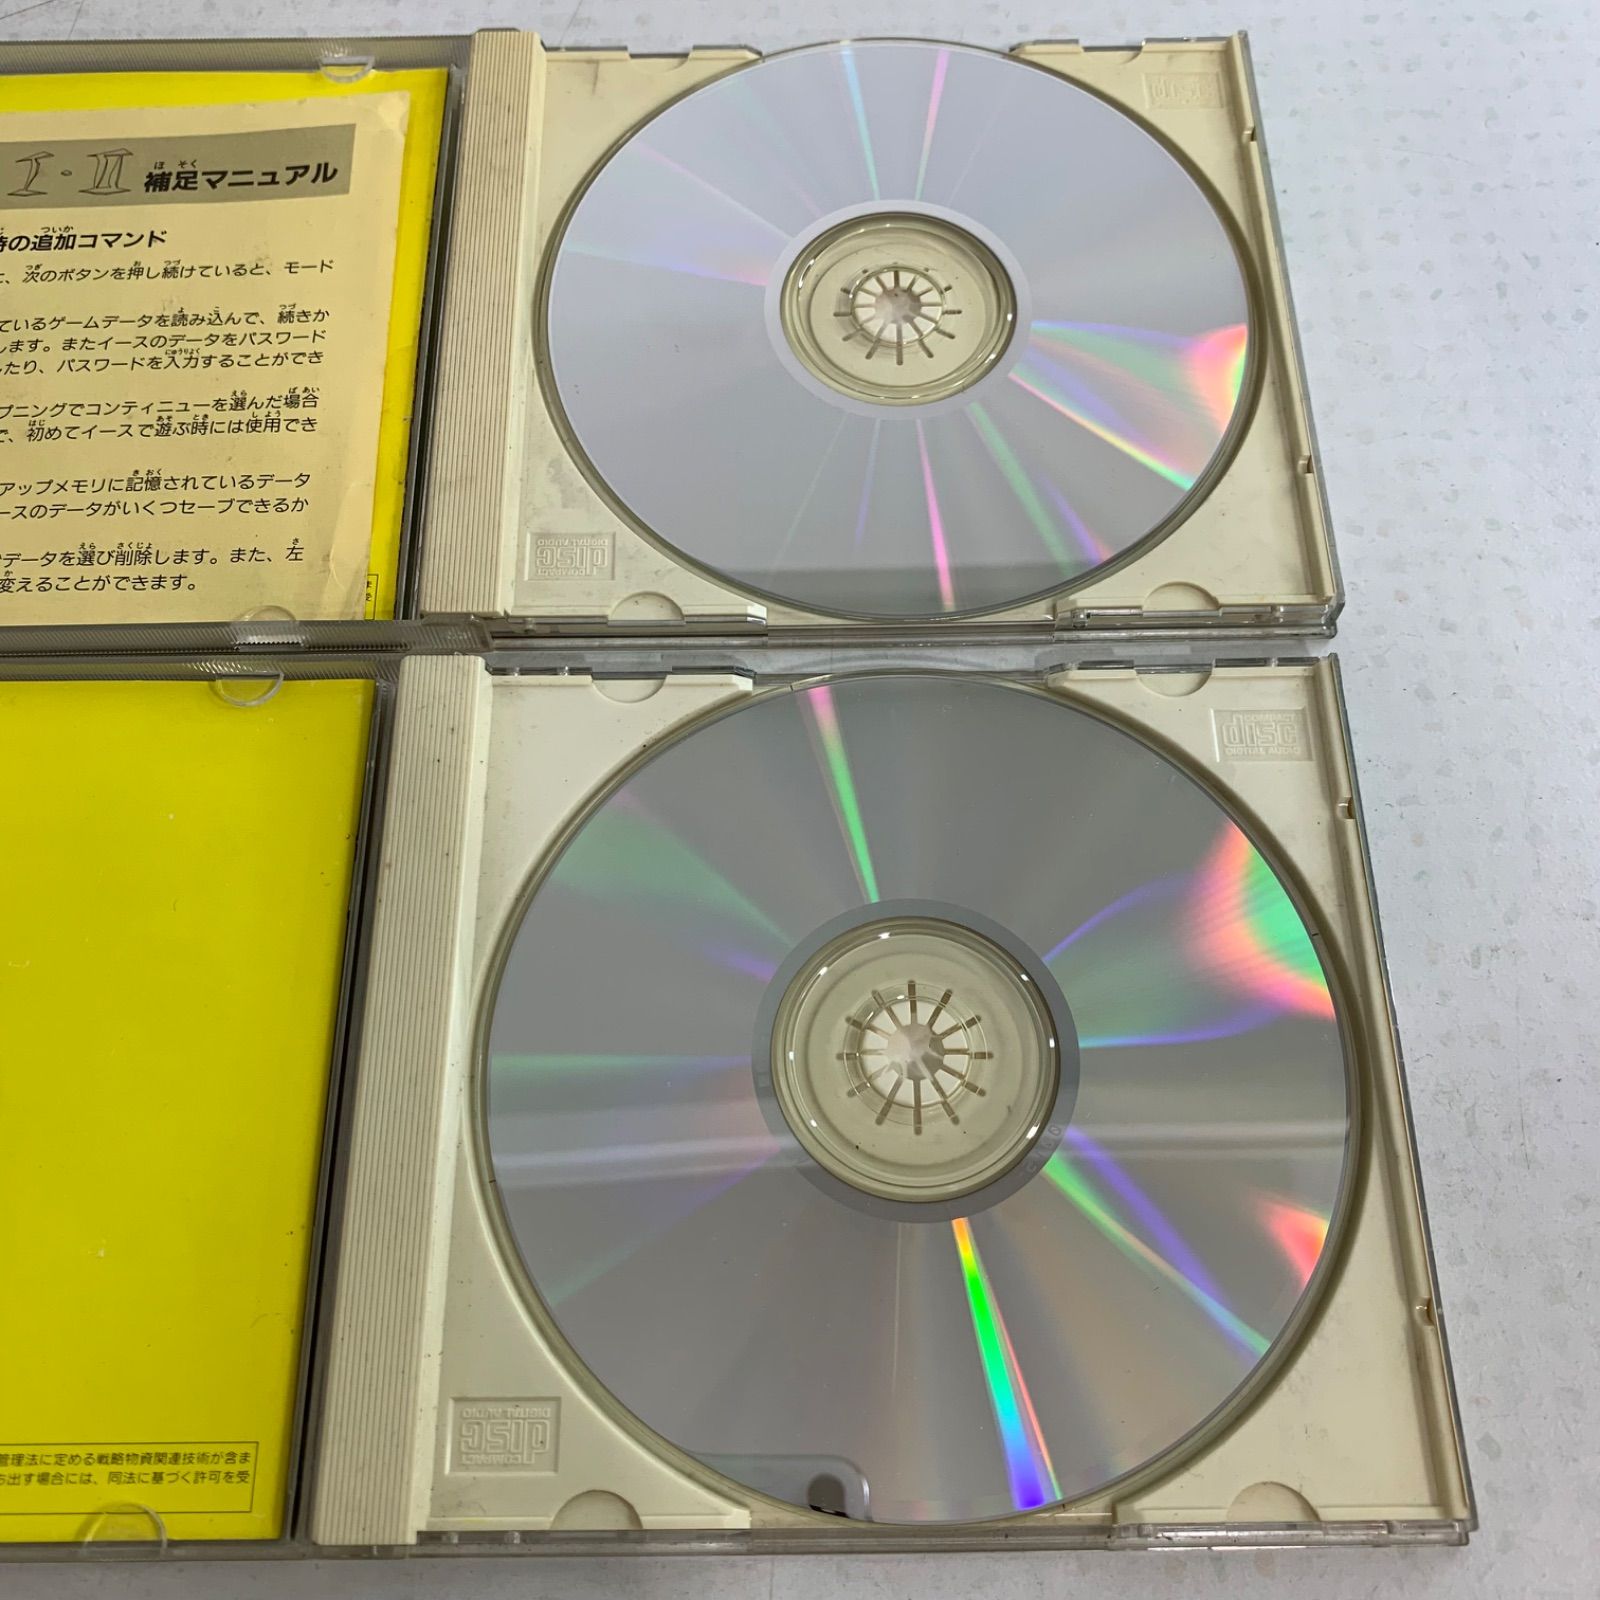 I・II 補足マニュアル
時の追加コマンド
に、次のボタンを押し続けていると、モード
ているゲームデータを読み込んで、続きか
します。またイースのデータをパスワード
したり、パスワードを入力することができ
プニングでコンティニューを選んだ場合
で、初めてイースで遊ぶ時には使用でき
アップメモリに記憶されているデータ
ースのデータがいくつセーブできるか
データを選び削除します。また、左
変えることができます。
COMPACT
disc
DIGITAL AUDIO
disc
COMPACT
disc
DIGITAL AUDIO
COMPACT
disc
DIGITAL AUDIO
管理法に定める戦略物資関連技術が含ま
ち出す場合には、同法に基づく許可を受